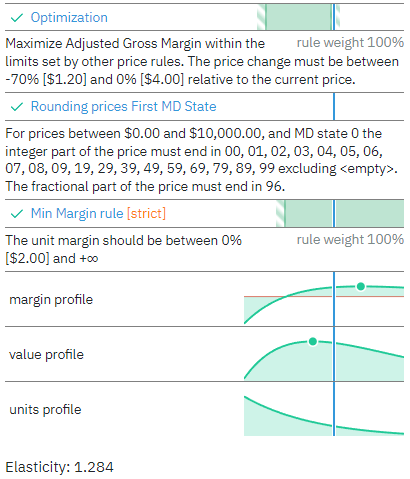 Optimization
Maximize Adjusted Gross Margin within the rule weight 100%
limits set by other price rules. The price change must be between
-70% [$1.20] and 0% [$4.00] relative to the current price.
Rounding prices First MD State
For prices between $0.00 and $10,000.00, and MD state 0 the
integer part of the price must end in 00, 01, 02, 03, 04, 05, 06,
07, 08, 09, 19, 29, 39, 49, 59, 69, 79, 89, 99 excluding <empty>.
The fractional part of the price must end in 96.
Min Margin rule [strict]
The unit margin should be between 0% rule weight 100%
[$2.00] and +∞
margin profile
value profile
units profile
Elasticity: 1.284